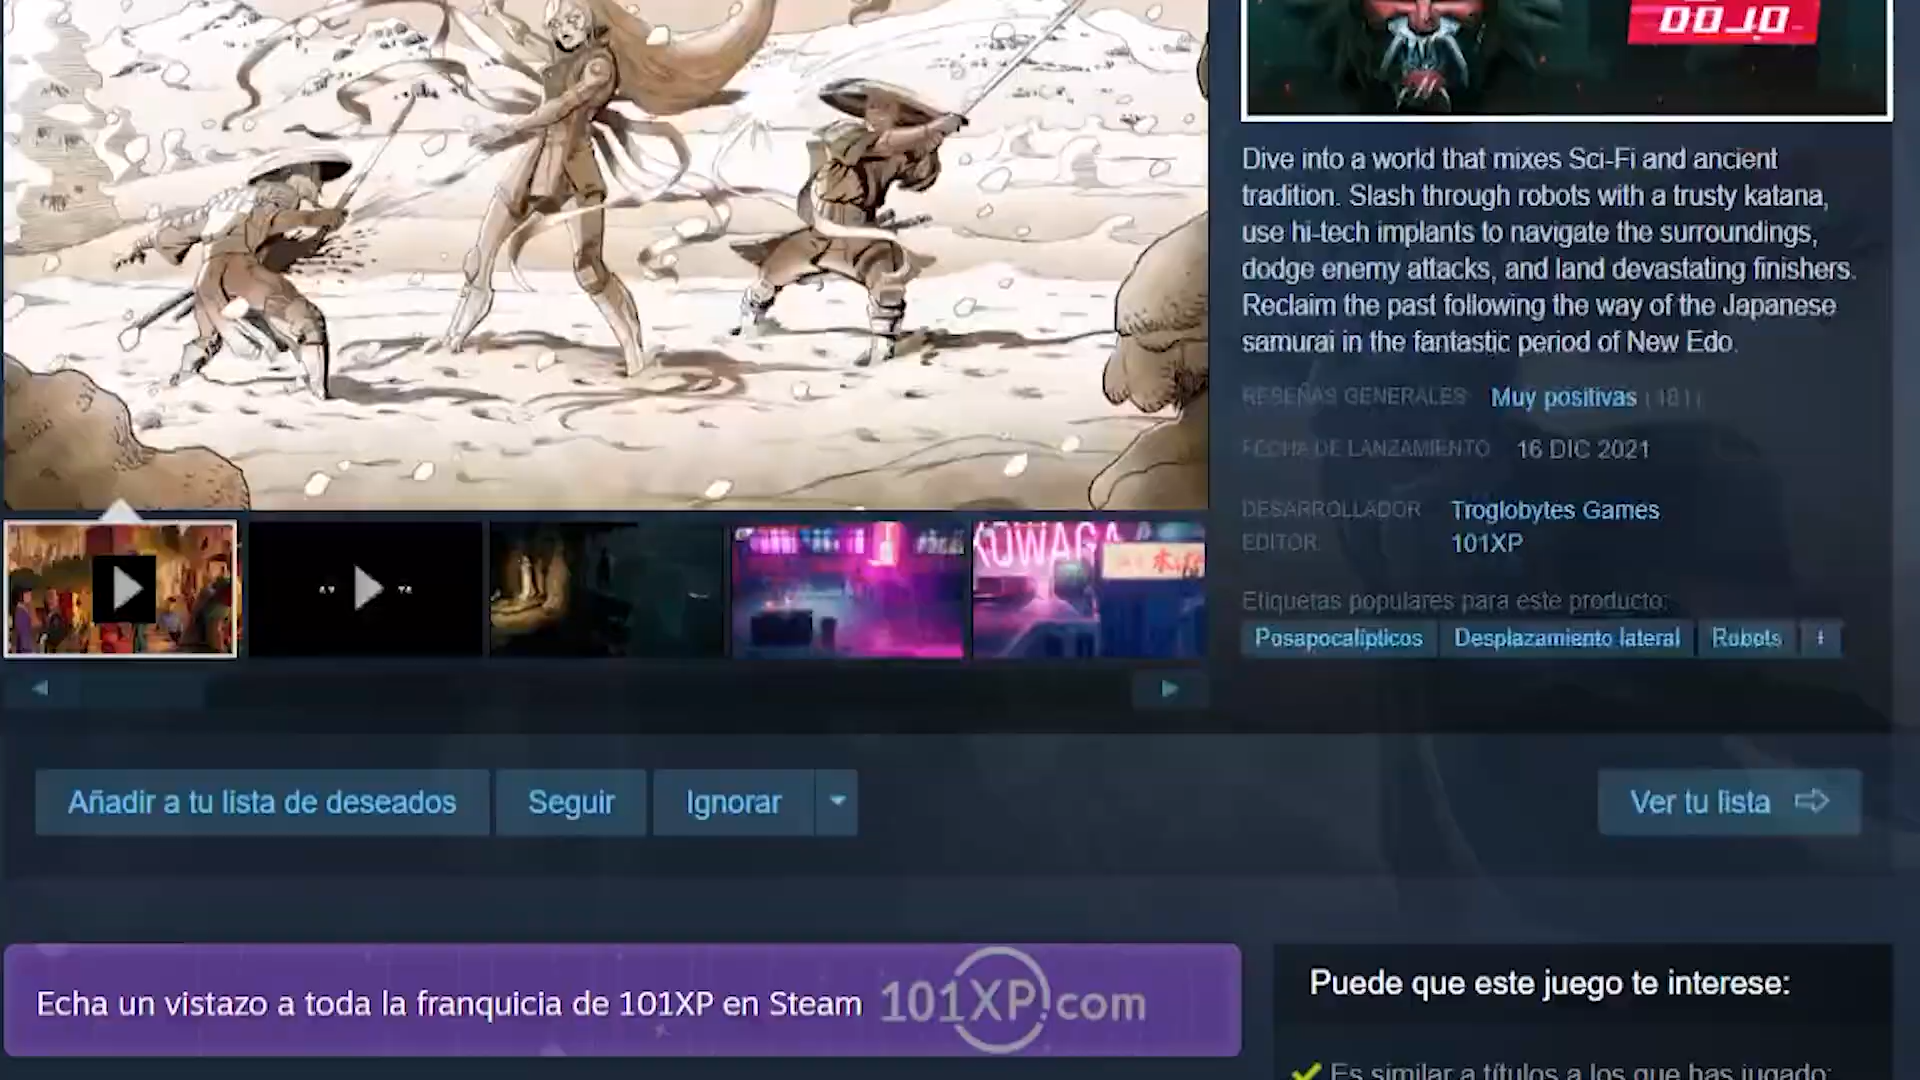 DOJO
Dive into a world that mixes Sci-Fi and ancient
tradition. Slash through robots with a trusty katana,
use hi-tech implants to navigate the surroundings,
dodge enemy attacks, and land devastating finishers.
Reclaim the past following the way of the Japanese
samurai in the fantastic period of New Edo.
RESEÑAS GENERALES: Muy positivas (181)
FECHA DE LANZAMIENTO: 16 DIC 2021
DESARROLLADOR: Troglobytes Games
EDITOR: 101XP
Etiquetas populares para este producto:
Posapocalípticos Desplazamiento lateral Robots +
KOWAGA
Añadir a tu lista de deseados Seguir Ignorar Ver tu lista
Echa un vistazo a toda la franquicia de 101XP en Steam 101XP.com
Puede que este juego te interese:
Es similar a títulos a los que has jugado: